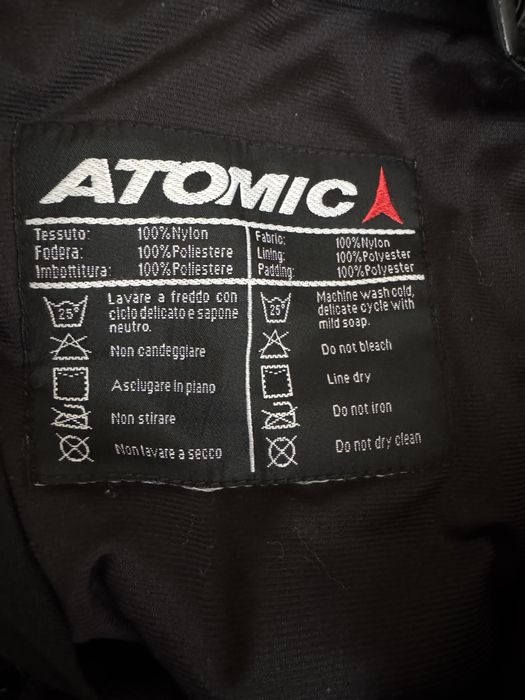 ATOMIC
Tessuto: 100%Nylon
Fodera: 100%Poliestere
Imbottitura: 100%Poliestere
25°
Lavare a freddo con
ciclo delicato e sapone
neutro.
Non candeggiare
Asciugare in piano
Non stirare
Non lavare a secco
Fabric: 100%Nylon
Lining: 100%Polyester
Padding: 100%Polyester
25°
Machine wash cold,
delicate cycle with
mild soap.
Do not bleach
Line dry
Do not iron
Do not dry clean